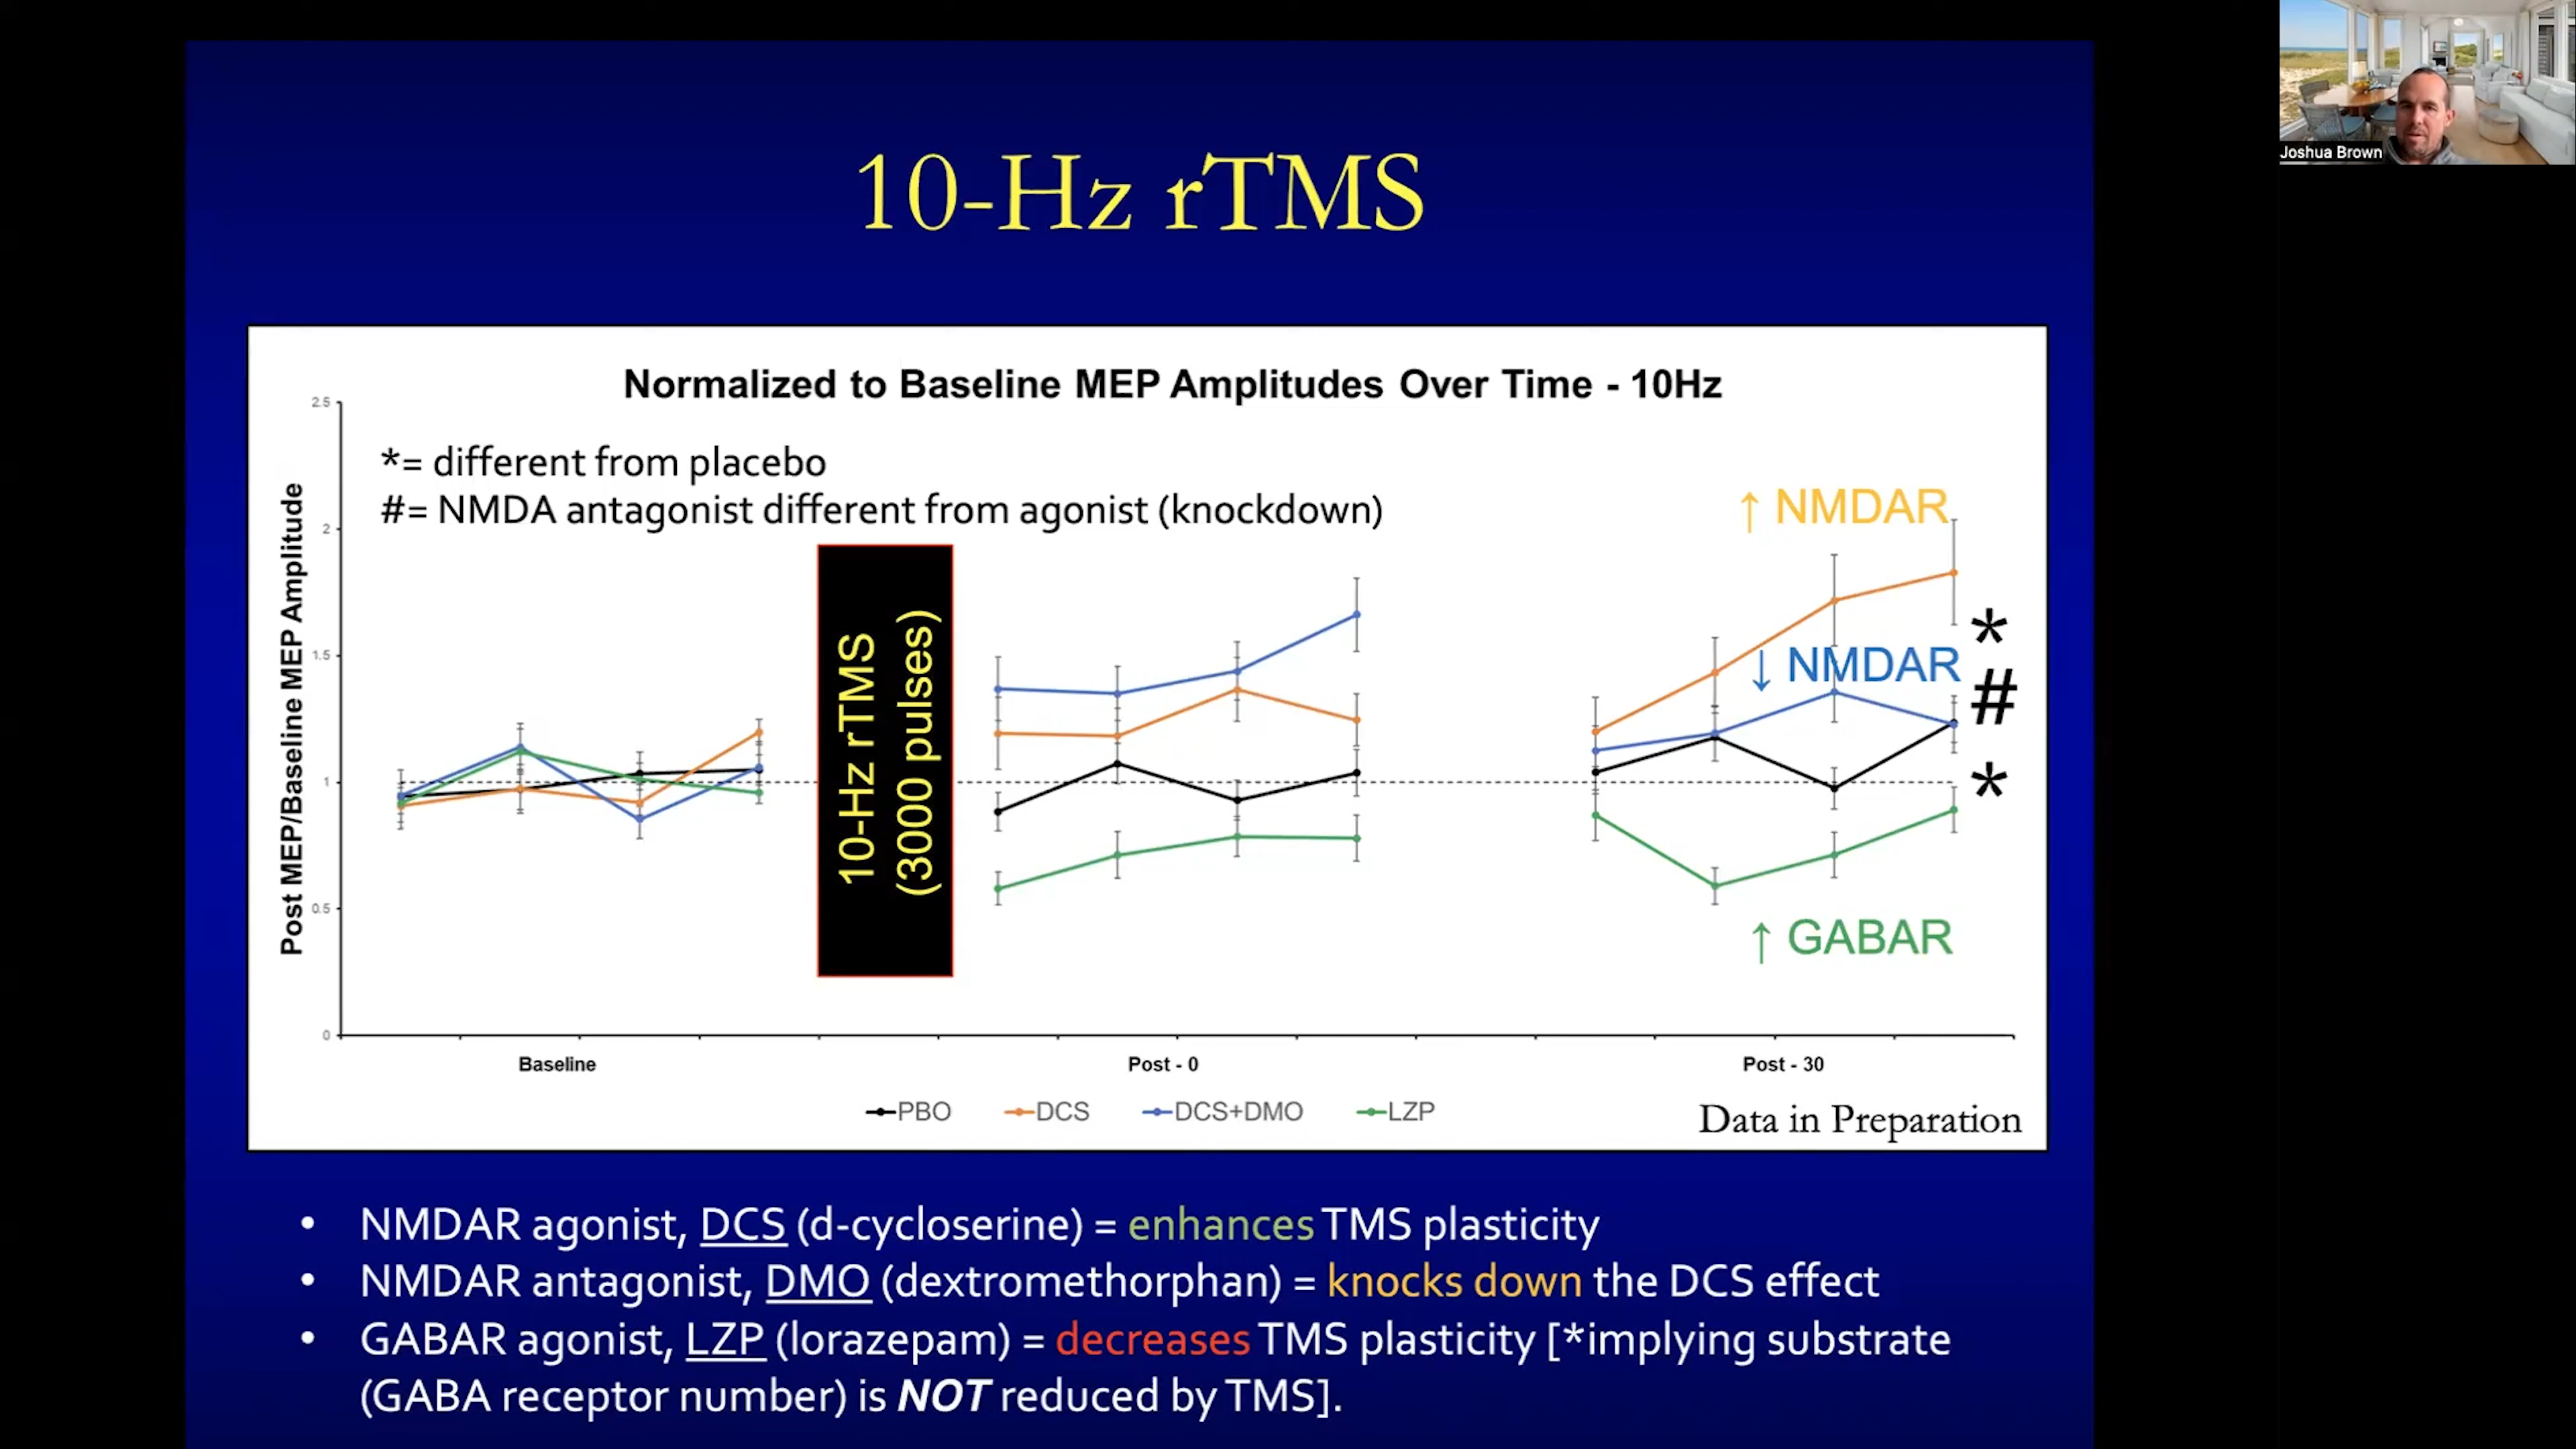 Joshua Brown
10-Hz rTMS
Normalized to Baseline MEP Amplitudes Over Time - 10Hz
*= different from placebo
#= NMDA antagonist different from agonist (knockdown)
Post MEP/Baseline MEP Amplitude
2.5
2
1.5
1
0.5
0
10-Hz rTMS
(3000 pulses)
↑ NMDAR
*
↓ NMDAR
#
*
↑ GABAR
Baseline
Post - 0
Post - 30
PBO
DCS
DCS+DMO
LZP
Data in Preparation
• NMDAR agonist, DCS (d-cycloserine) = enhances TMS plasticity
• NMDAR antagonist, DMO (dextromethorphan) = knocks down the DCS effect
• GABAR agonist, LZP (lorazepam) = decreases TMS plasticity [*implying substrate
(GABA receptor number) is NOT reduced by TMS].